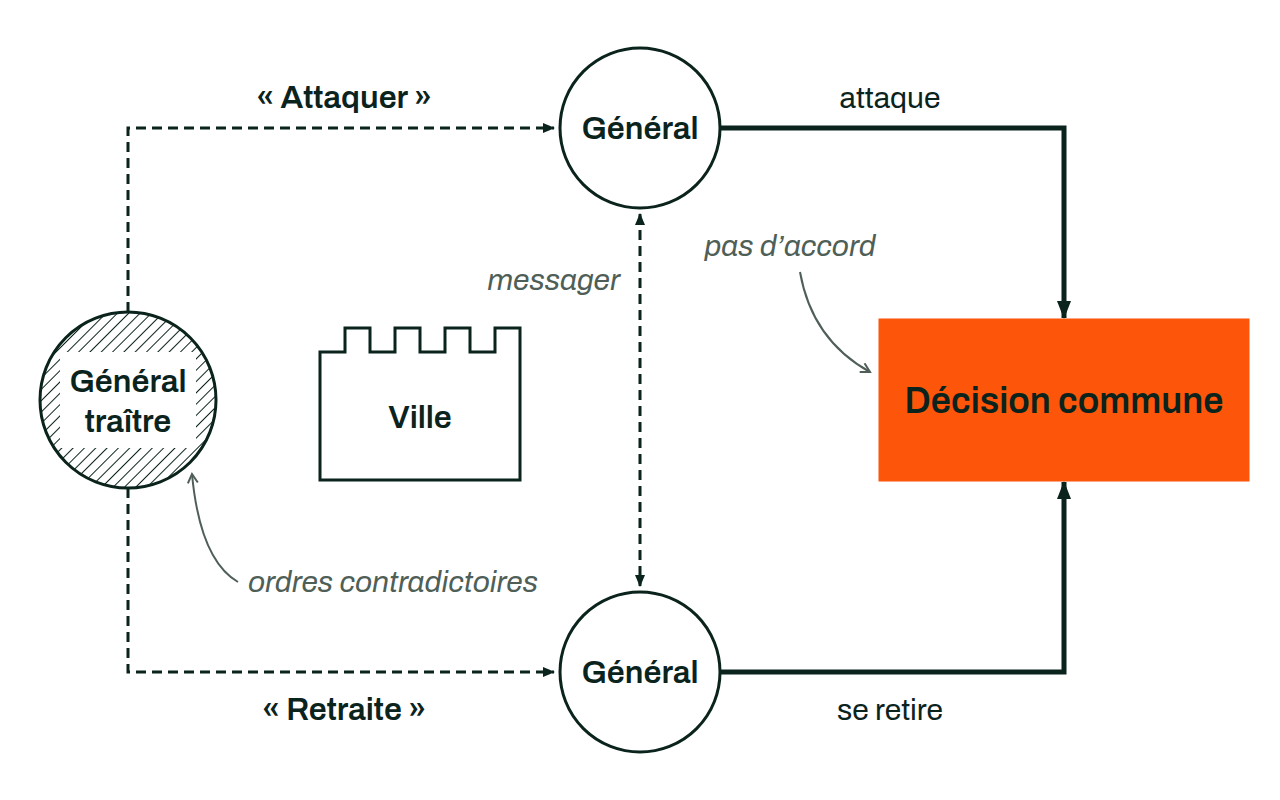 « Attaquer »
Général
attaque
pas d’accord
messager
Général
traître
Ville
Décision commune
ordres contradictoires
Général
« Retraite »
se retire